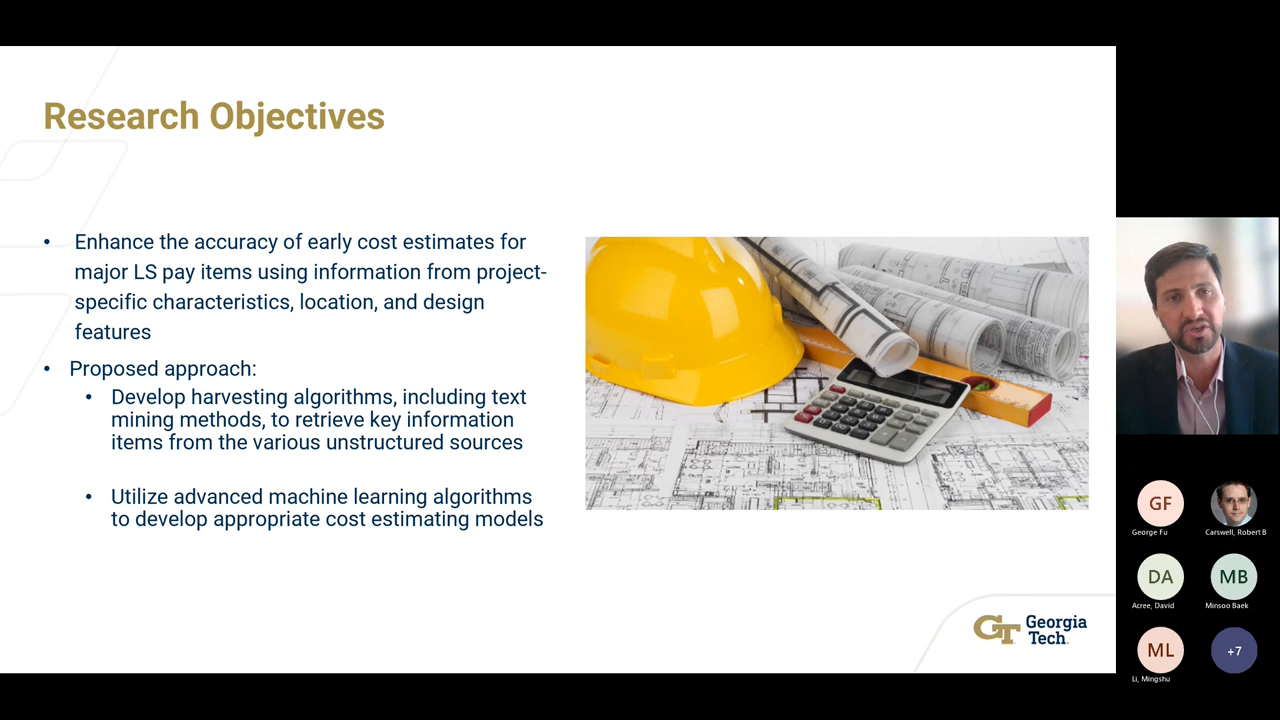 Research Objectives
• Enhance the accuracy of early cost estimates for
major LS pay items using information from project-
specific characteristics, location, and design
features
• Proposed approach:
• Develop harvesting algorithms, including text
mining methods, to retrieve key information
items from the various unstructured sources
• Utilize advanced machine learning algorithms
to develop appropriate cost estimating models
GT Georgia
Tech
GF
George Fu
Carswell, Robert B
DA
Acree, David
MB
Minsoo Baek
ML
Li, Mingshu
+7